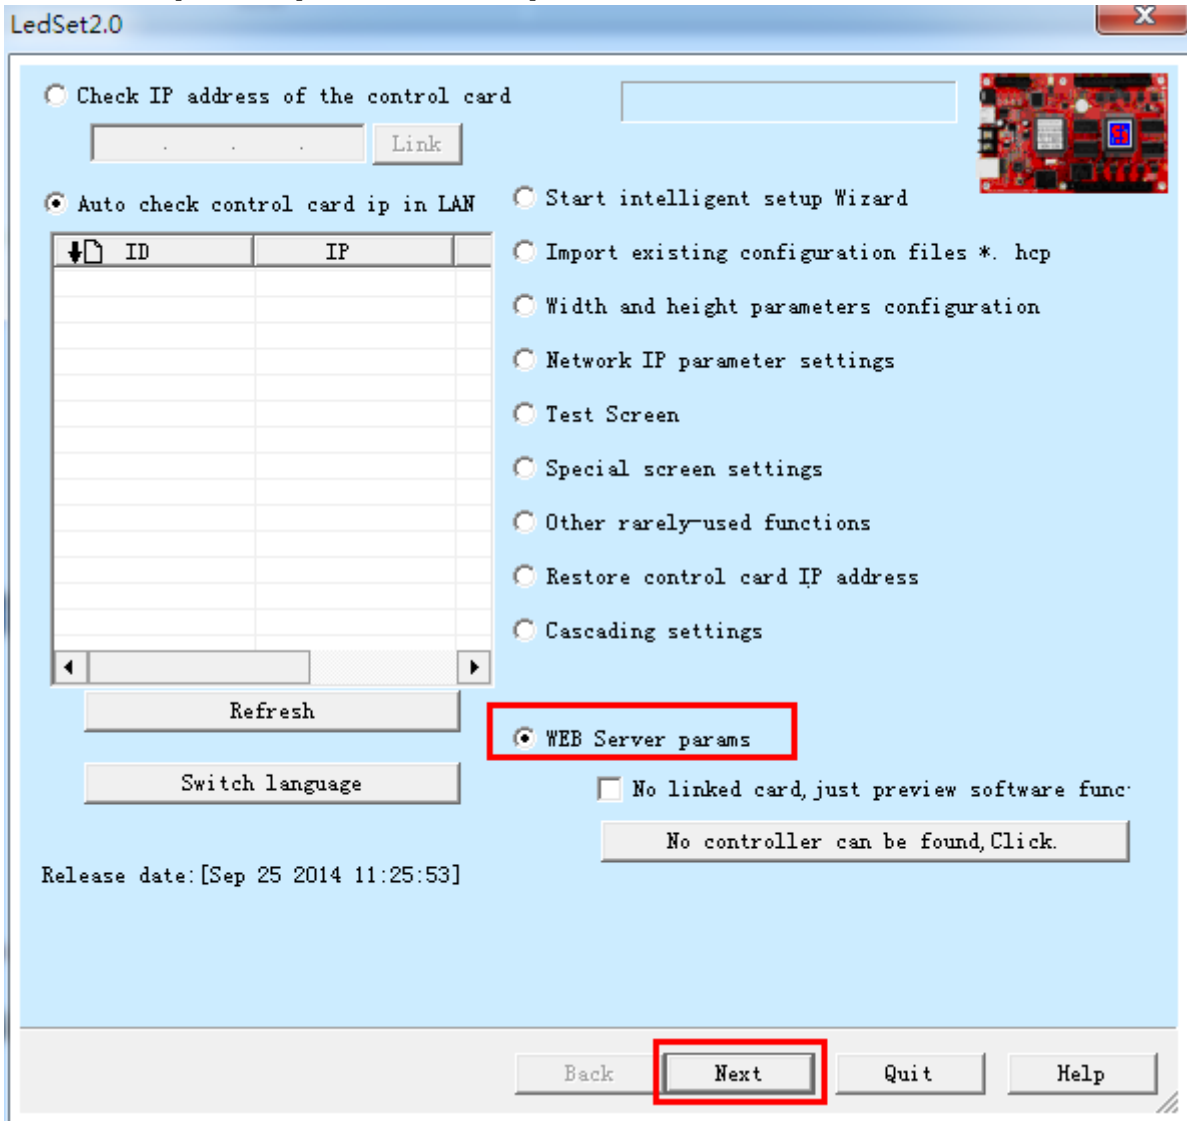 LedSet2.0
Check IP address of the control card
. . .
Link
Auto check control card ip in LAN
ID IP
Refresh
Switch language
Release date:[Sep 25 2014 11:25:53]
Start intelligent setup Wizard
Import existing configuration files *. hcp
Width and height parameters configuration
Network IP parameter settings
Test Screen
Special screen settings
Other rarely-used functions
Restore control card IP address
Cascading settings
WEB Server params
No linked card,just preview software func
No controller can be found,Click.
Back Next Quit Help